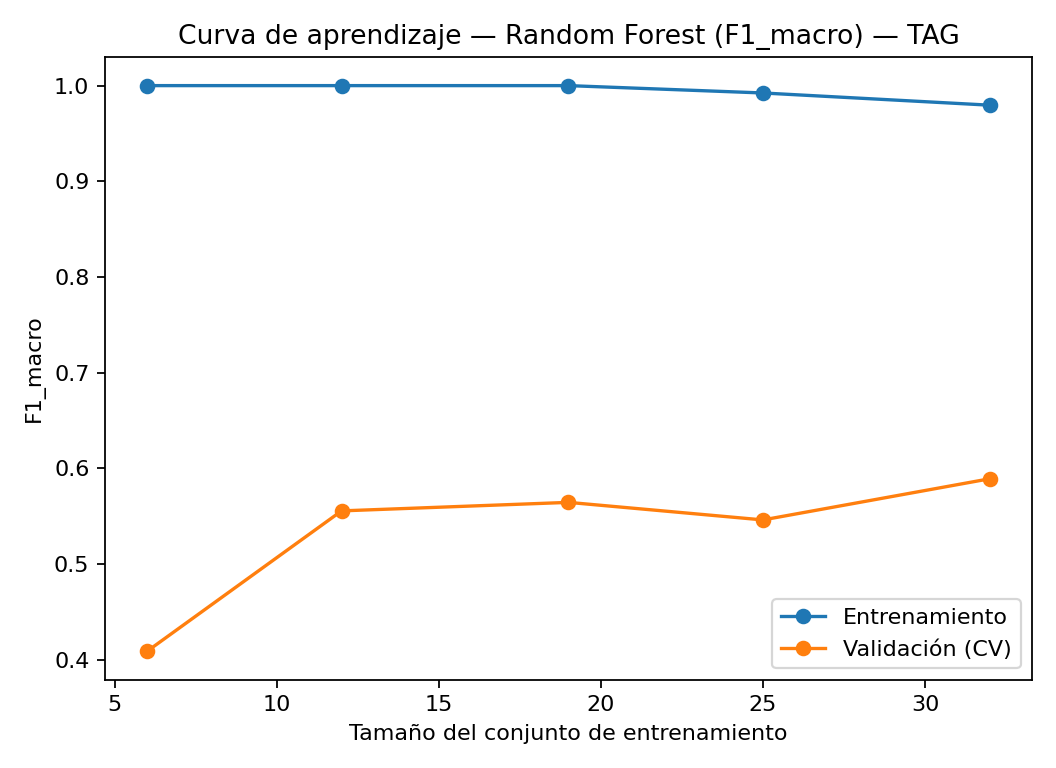 Curva de aprendizaje — Random Forest (F1_macro) — TAG
1.0
0.9
0.8
0.7
0.6
0.5
0.4
F1_macro
Entrenamiento
Validación (CV)
5
10
15
20
25
30
Tamaño del conjunto de entrenamiento